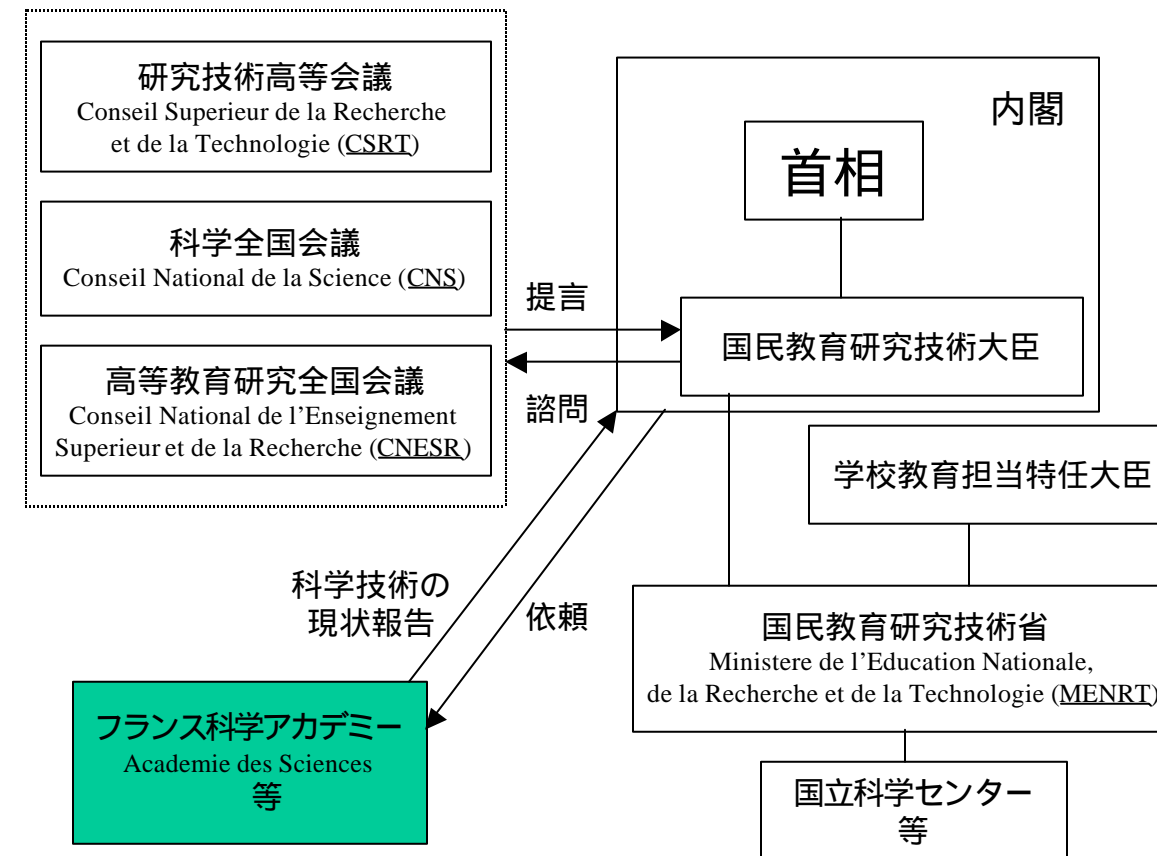 研究技術高等会議
Conseil Superieur de la Recherche
et de la Technologie (CSRT)
科学全国会議
Conseil National de la Science (CNS)
高等教育研究全国会議
Conseil National de l’Enseignement
Superieur et de la Recherche (CNESR)
提言
諮問
内閣
首相
国民教育研究技術大臣
学校教育担当特任大臣
科学技術の
現状報告
依頼
国民教育研究技術省
Ministere de l’Education Nationale,
de la Recherche et de la Technologie (MENRT)
フランス科学アカデミー
Academie des Sciences
等
国立科学センター
等